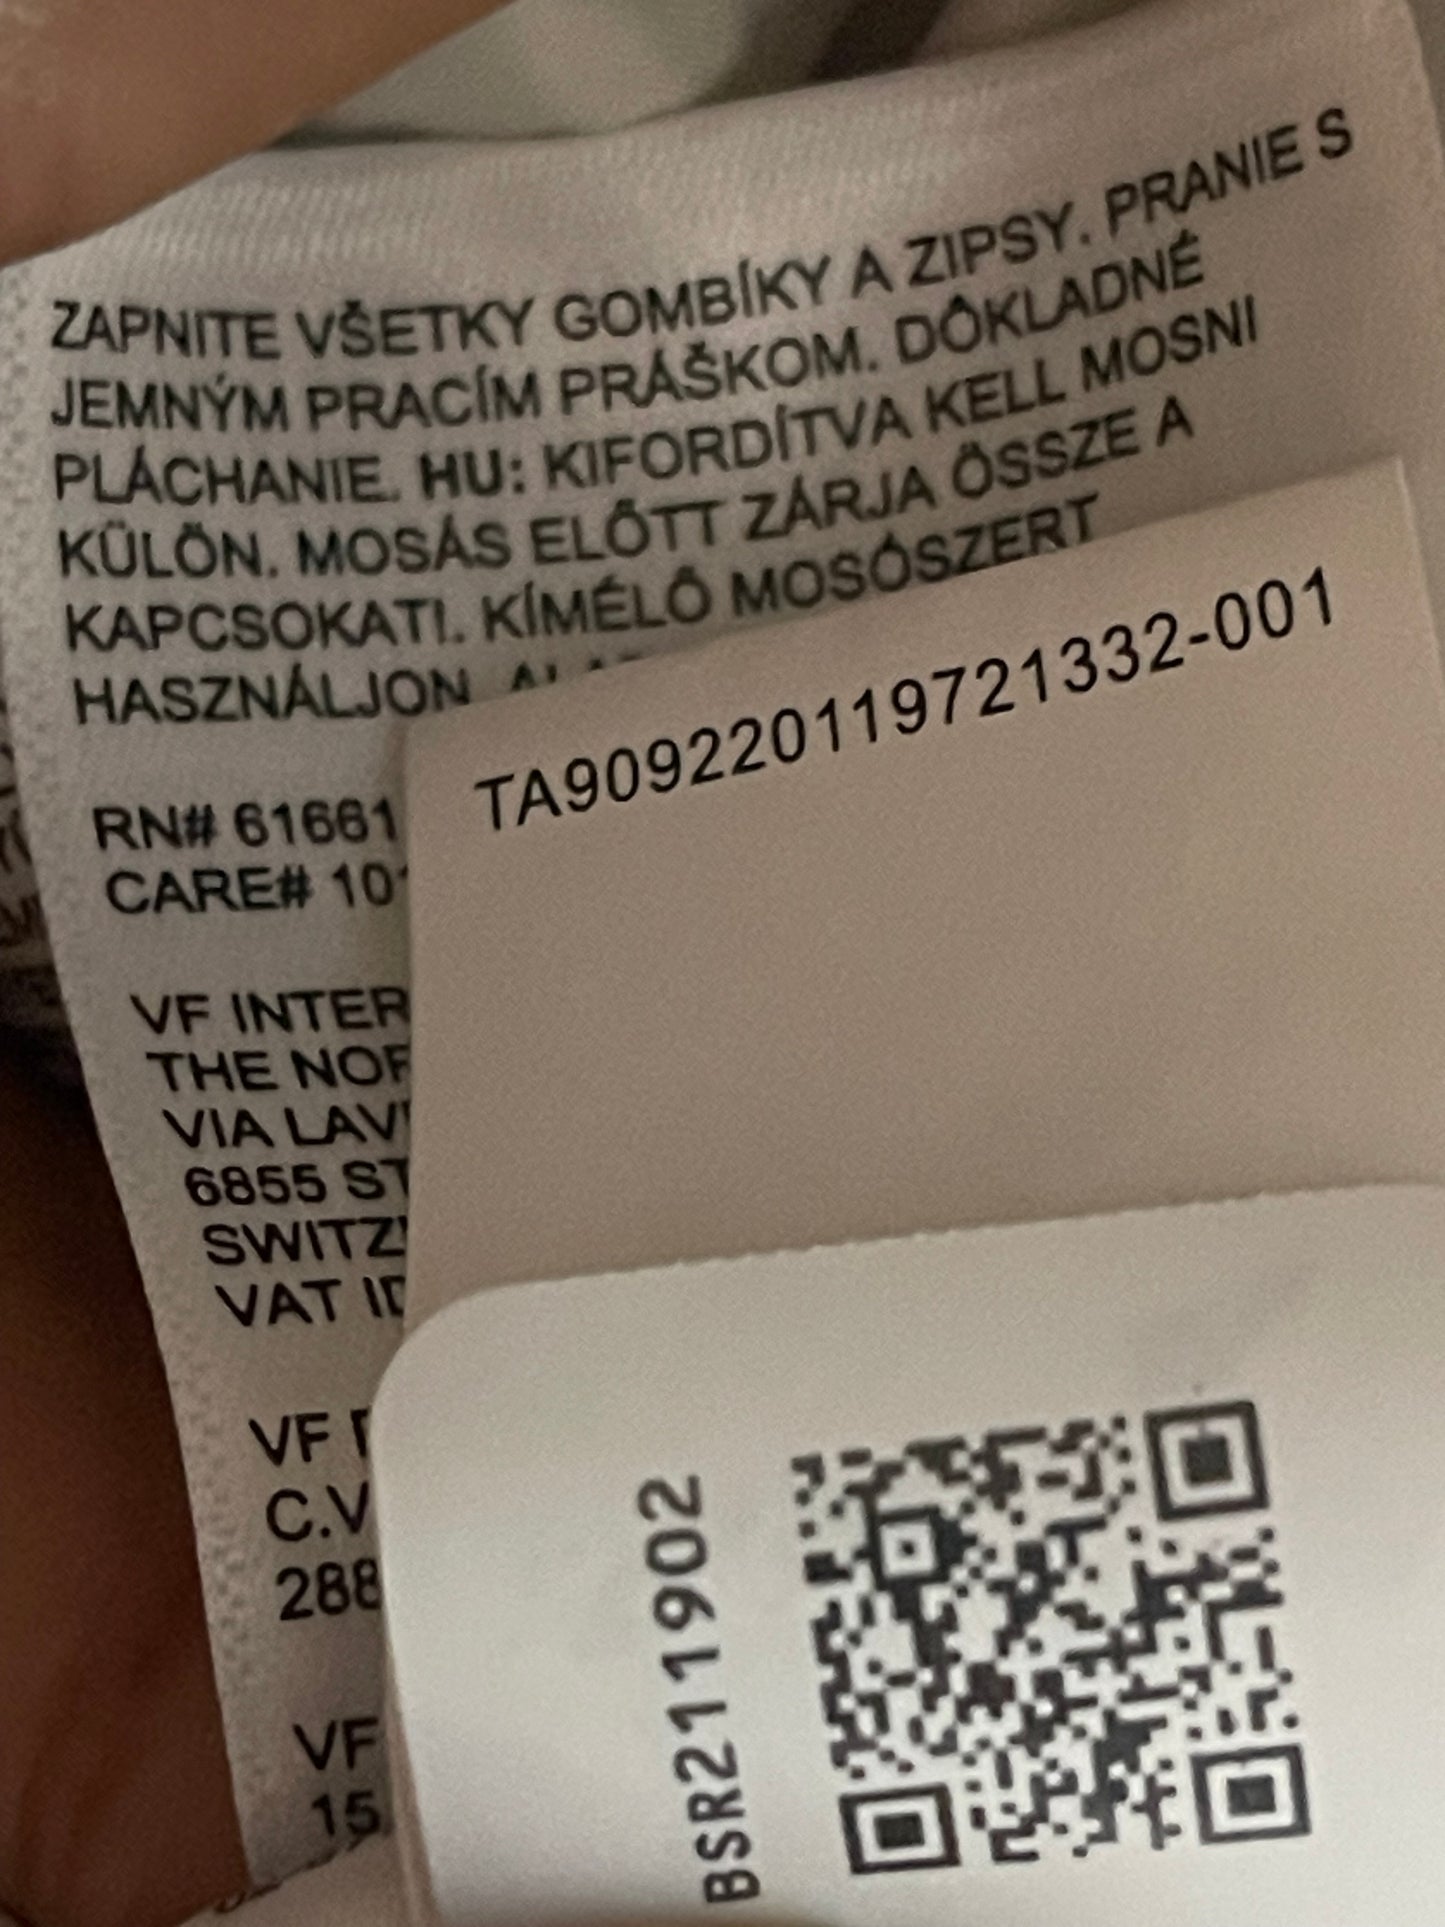 ZAPNITE VŠETKY GOMBÍKY A ZIPSY. PRANIE S
JEMNÝM PRACÍM PRÁŠKOM. DÔKLADNÉ
PLÁCHANIE. HU: KIFORDÍTVA KELL MOSNI
KÜLÖN. MOSÁS ELŐTT ZÁRJA ÖSSZE A
KAPCSOKATI. KÍMÉLŐ MOSÓSZERT
HASZNÁLJON.
RN# 61661
CARE# 10
VF INTER
THE NOR
VIA LAV
6855 ST
SWITZ
VAT ID
VF
C.V
288
VF
15
TA909220119721332-001
BSR211902